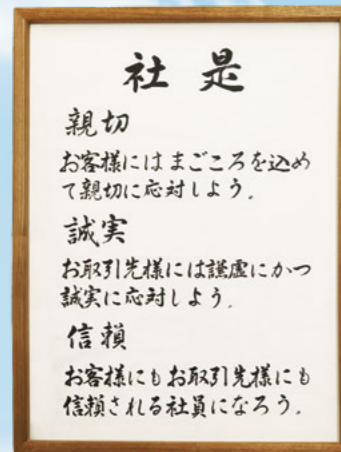 社是
親切
お客様にはまごころを込め
て親切に応対しよう。
誠実
お取引先様には謙虚にかつ
誠実に応対しよう。
信頼
お客様にもお取引先様にも
信頼される社員になろう。